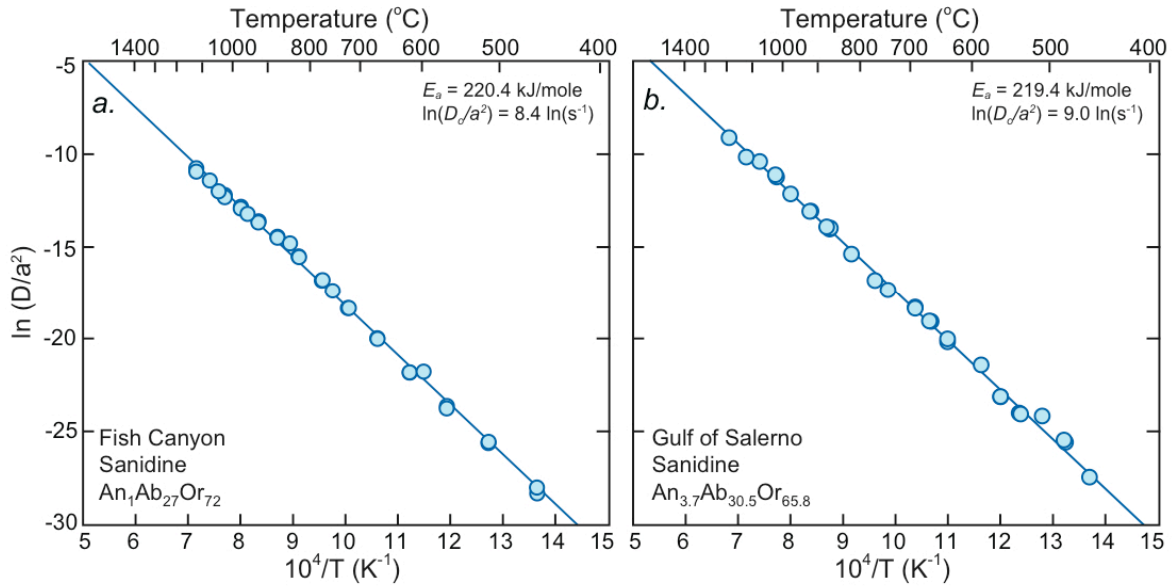 Temperature (°C)
1400 1000 800 700 600 500 400
-5
-10
-15
-20
-25
-30
ln (D/a²)
a.
Eₐ = 220.4 kJ/mole
ln(Dₒ/a²) = 8.4 ln(s⁻¹)
Fish Canyon
Sanidine
An₁Ab₂₇Or₇₂
5 6 7 8 9 10 11 12 13 14 15
10⁴/T (K⁻¹)
Temperature (°C)
1400 1000 800 700 600 500 400
b.
Eₐ = 219.4 kJ/mole
ln(Dₒ/a²) = 9.0 ln(s⁻¹)
Gulf of Salerno
Sanidine
An₃.₇Ab₃₀.₅Or₆₅.₈
5 6 7 8 9 10 11 12 13 14 15
10⁴/T (K⁻¹)